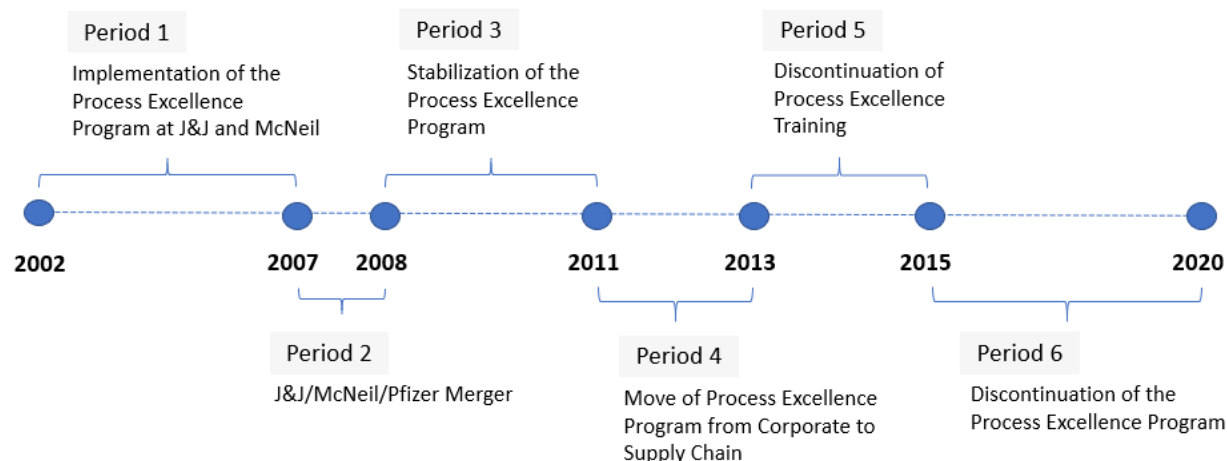 Period 1
Implementation of the
Process Excellence
Program at J&J and McNeil
Period 3
Stabilization of the
Process Excellence
Program
Period 5
Discontinuation of
Process Excellence
Training
2002
2007
2008
2011
2013
2015
2020
Period 2
J&J/McNeil/Pfizer Merger
Period 4
Move of Process Excellence
Program from Corporate to
Supply Chain
Period 6
Discontinuation of the
Process Excellence Program